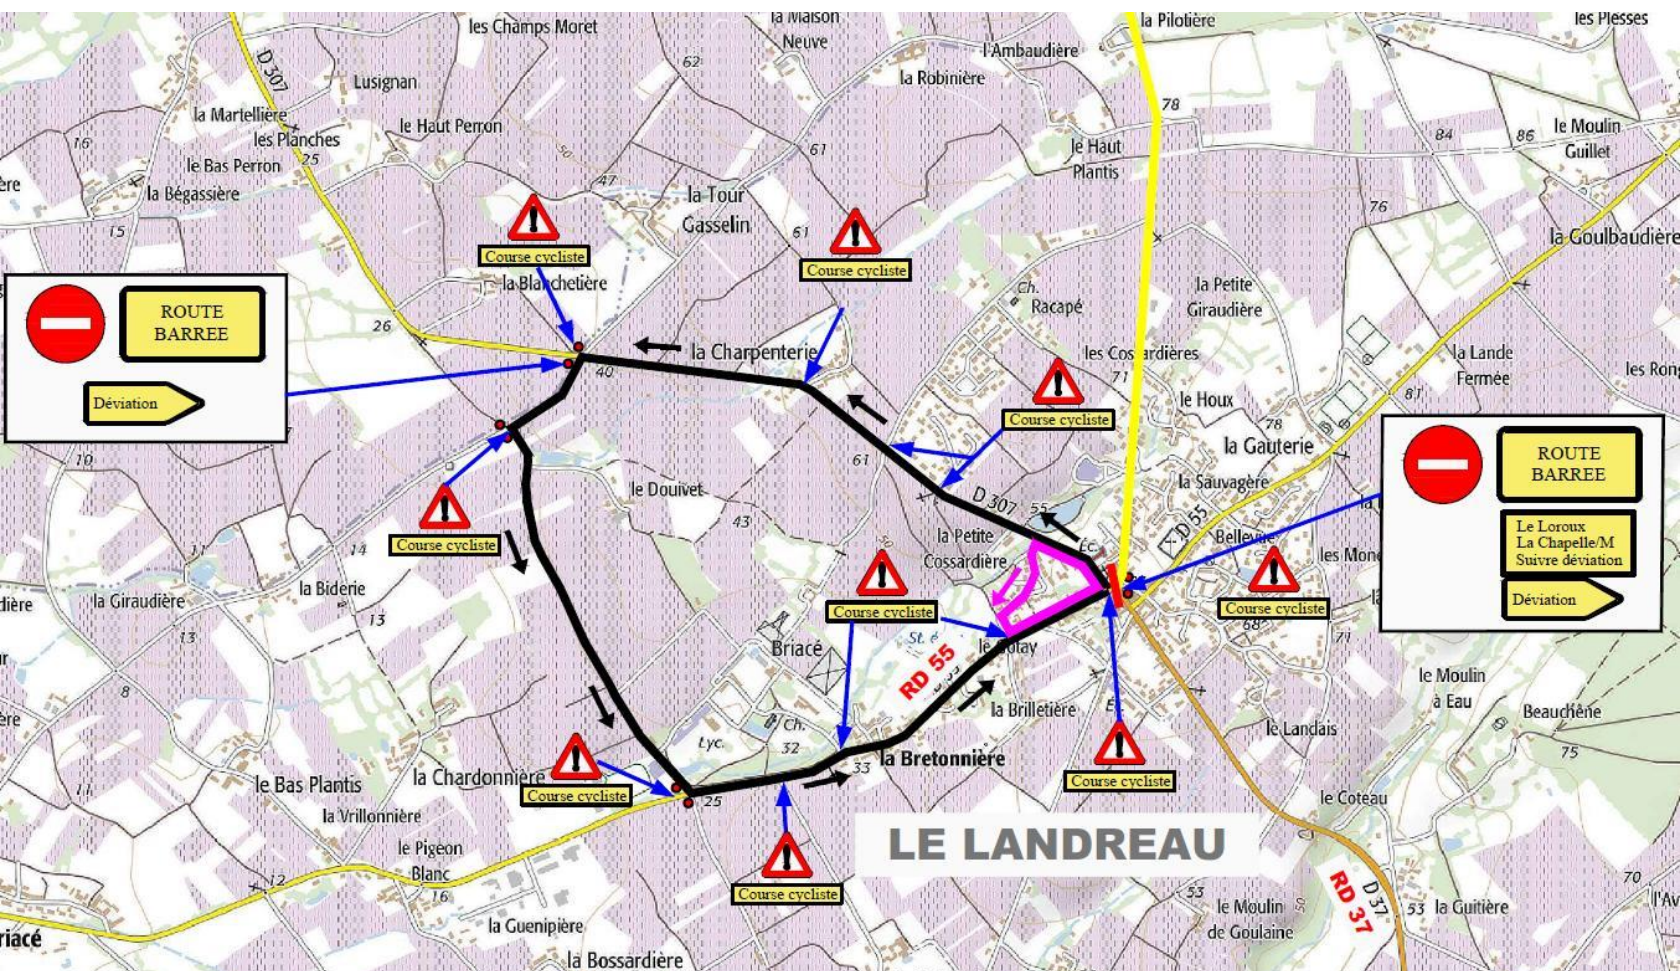 les Champs Moret
la Maison
Neuve
la Pilotière
les Plesses
D 307
Lusignan
62
l'Ambaudière
la Robinière
la Martellière
les Planches
25
le Haut Perron
50
le Bas Perron
la Bégassière
16
15
61
47
la Tour
Gasselin
61
78
le Haut
Plantis
84
86
le Moulin
Guillet
76
la Goulbaudière
Course cycliste
Course cycliste
la Blanchetière
ROUTE
BARREE
Déviation
26
40
la Charpenterie
Ch.
Racapé
la Petite
Giraudière
les Cossardières
71
la Lande
Fermée
81
le Houx
78
la Gauterie
la Sauvagère
Course cycliste
61
D 307
55
D 55
Bellevue
ROUTE
BARREE
Le Loroux
La Chapelle/M
Suivre déviation
Déviation
10
le Douivet
43
Course cycliste
la Petite
Cossardière
Éc.
Course cycliste
68
71
11
14
la Biderie
la Giraudière
13
13
8
Course cycliste
Briacé
RD 55
la Brilletière
le Moulin
à Eau
Beauchêne
75
les Landais
Lyc.
Ch.
32
33
la Bretonnière
Course cycliste
le Bas Plantis
la Chardonnière
Course cycliste
25
11
la Vrillonnière
le Pigeon
Blanc
12
16
la Guenipière
la Bossardière
Course cycliste
LE LANDREAU
le Coteau
RD 37
D 37
53
le Moulin
de Goulaine
50
53
la Guitière
70